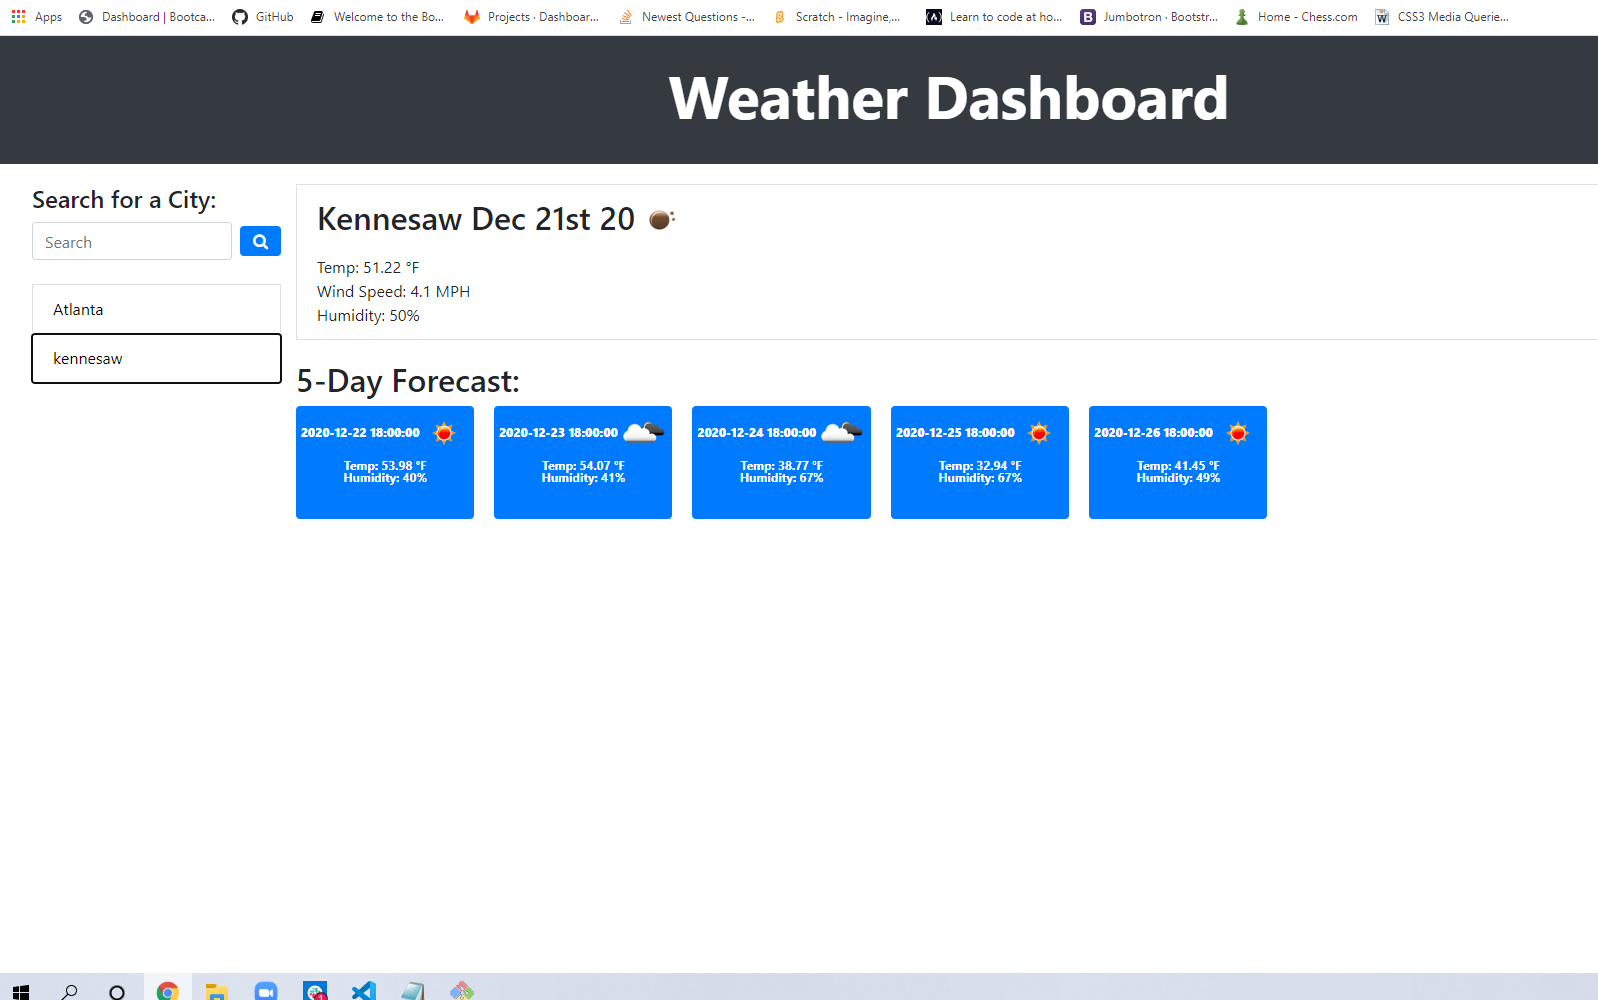 Apps Dashboard | Bootca... GitHub Welcome to the Bo... Projects · Dashboar... Newest Questions -... Scratch - Imagine,... Learn to code at ho... Jumbotron · Bootstr... Home - Chess.com CSS3 Media Querie...
Weather Dashboard
Search for a City:
Search
Atlanta
kennesaw
Kennesaw Dec 21st 20
Temp: 51.22 °F
Wind Speed: 4.1 MPH
Humidity: 50%
5-Day Forecast:
2020-12-22 18:00:00
Temp: 53.98 °F
Humidity: 40%
2020-12-23 18:00:00
Temp: 54.07 °F
Humidity: 41%
2020-12-24 18:00:00
Temp: 38.77 °F
Humidity: 67%
2020-12-25 18:00:00
Temp: 32.94 °F
Humidity: 67%
2020-12-26 18:00:00
Temp: 41.45 °F
Humidity: 49%